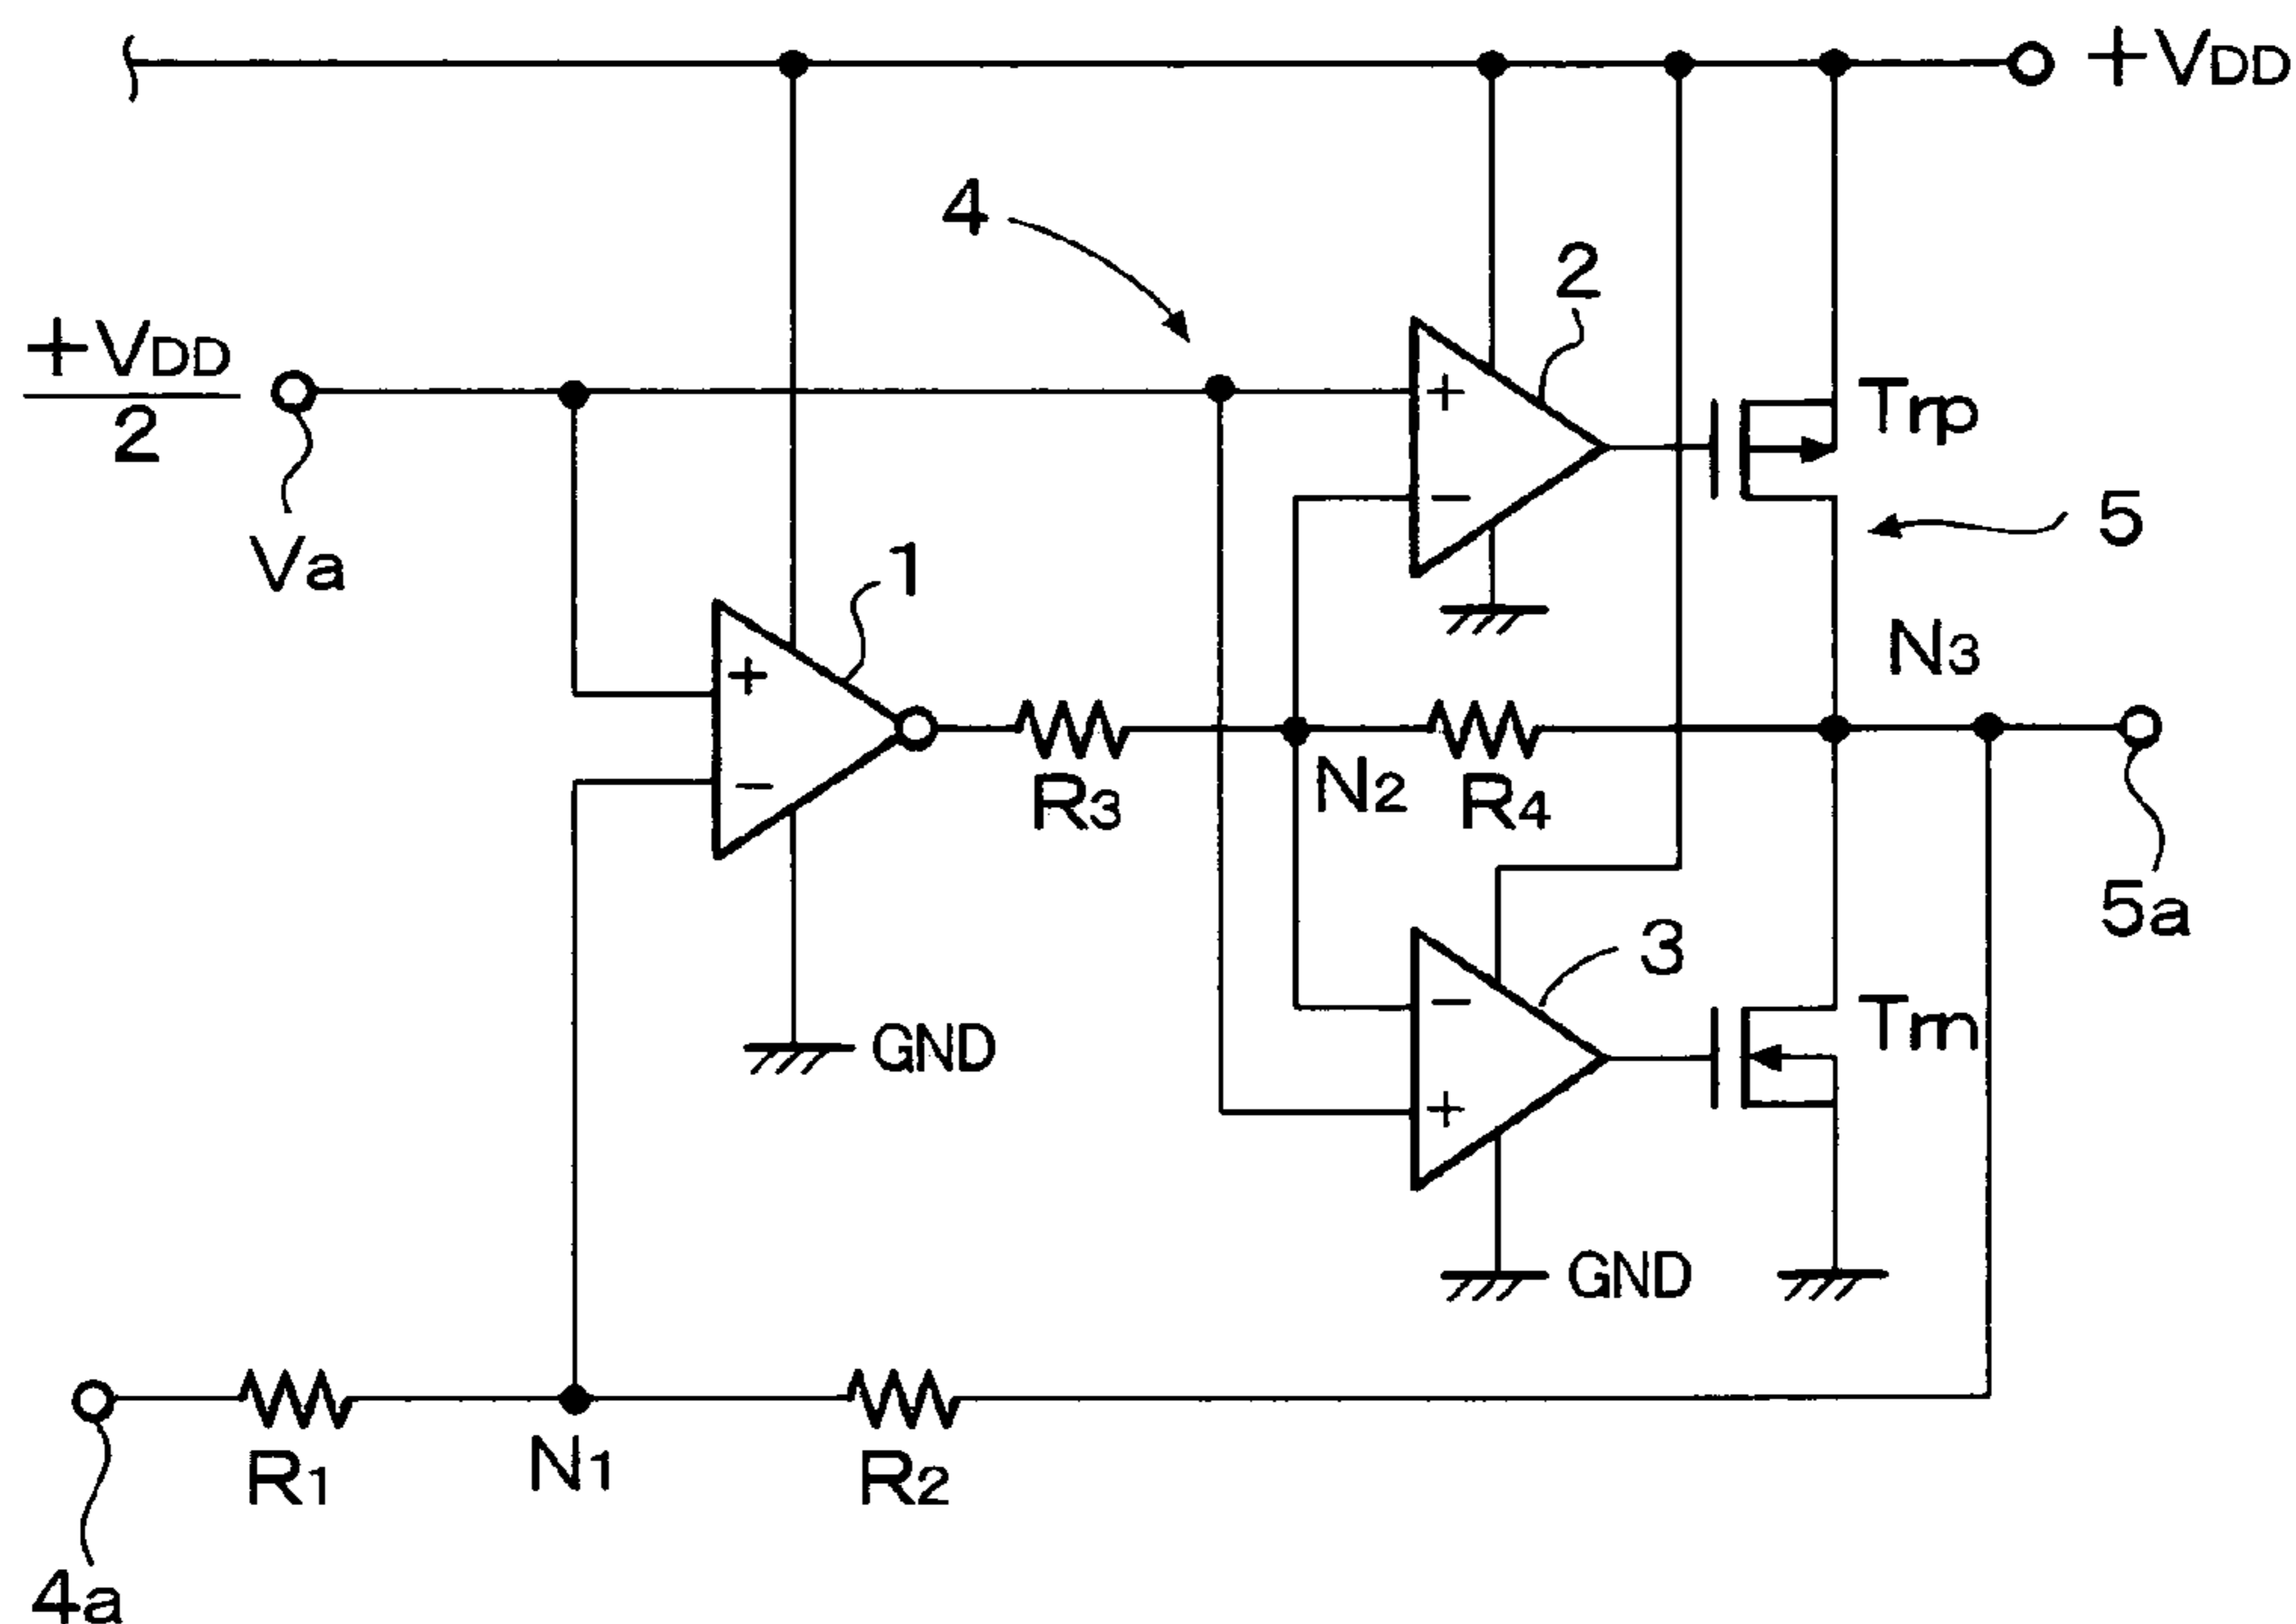 +VDD
4
2
+VDD
2
+
Trp
−
5
Va
1
N3
+
R3
N2
R4
−
5a
3
−
Trn
GND
+
GND
R1
N1
R2
4a